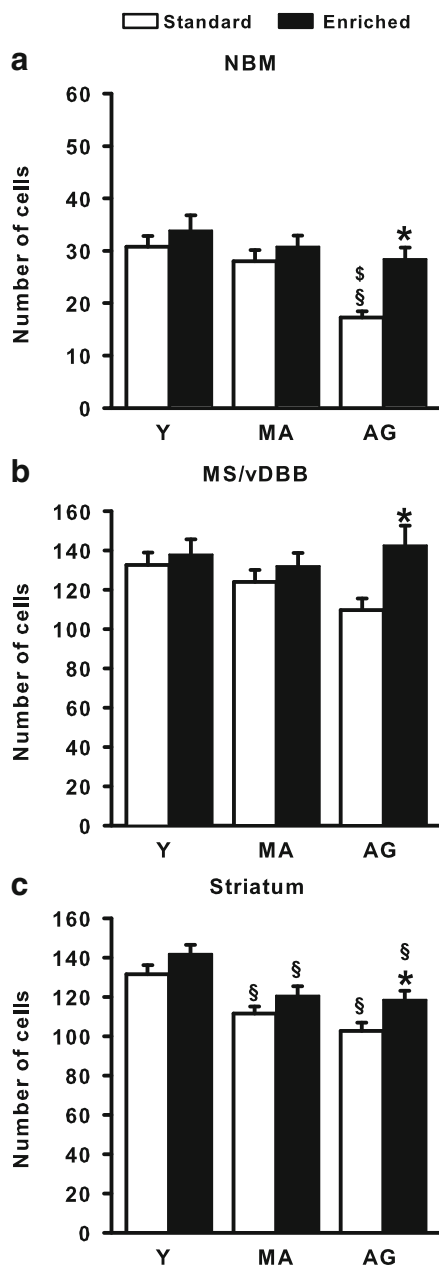 Standard Enriched
a
NBM
60
50
40
30
20
10
0
Number of cells
$
§
*
Y MA AG
b
MS/vDBB
160
140
120
100
80
60
40
20
0
Number of cells
*
Y MA AG
c
Striatum
160
140
120
100
80
60
40
20
0
Number of cells
§ § § §
*
Y MA AG